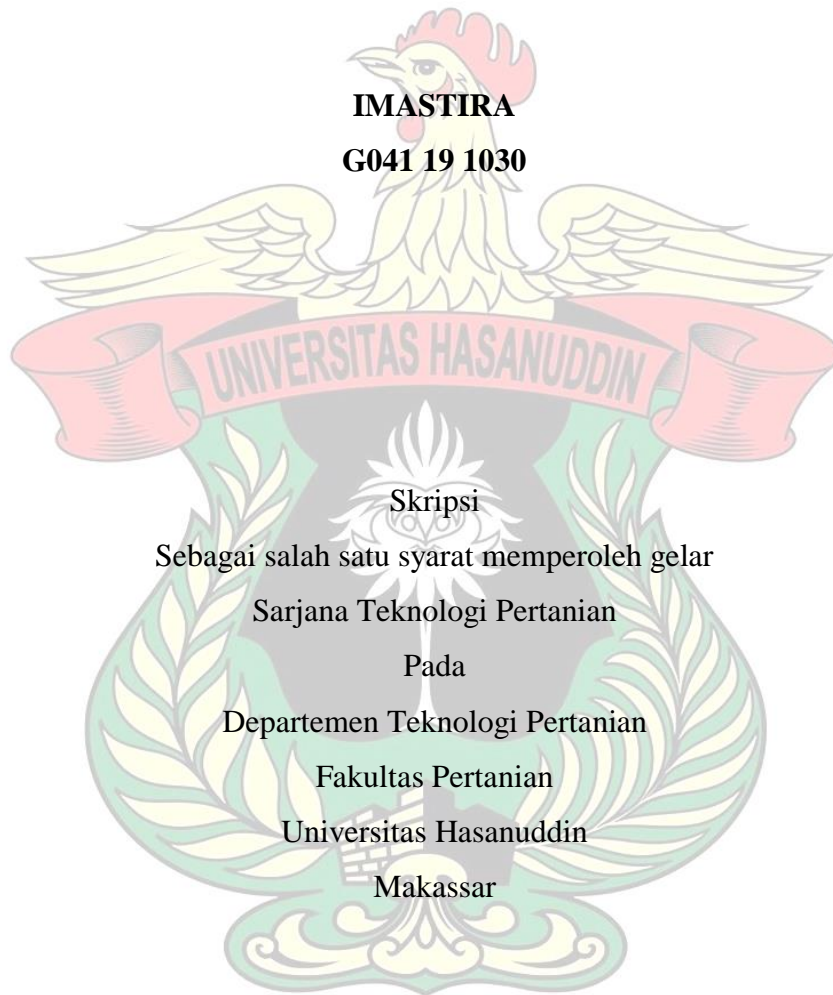 IMASTIRA
G041 19 1030
UNIVERSITAS HASANUDDIN
Skripsi
Sebagai salah satu syarat memperoleh gelar
Sarjana Teknologi Pertanian
Pada
Departemen Teknologi Pertanian
Fakultas Pertanian
Universitas Hasanuddin
Makassar